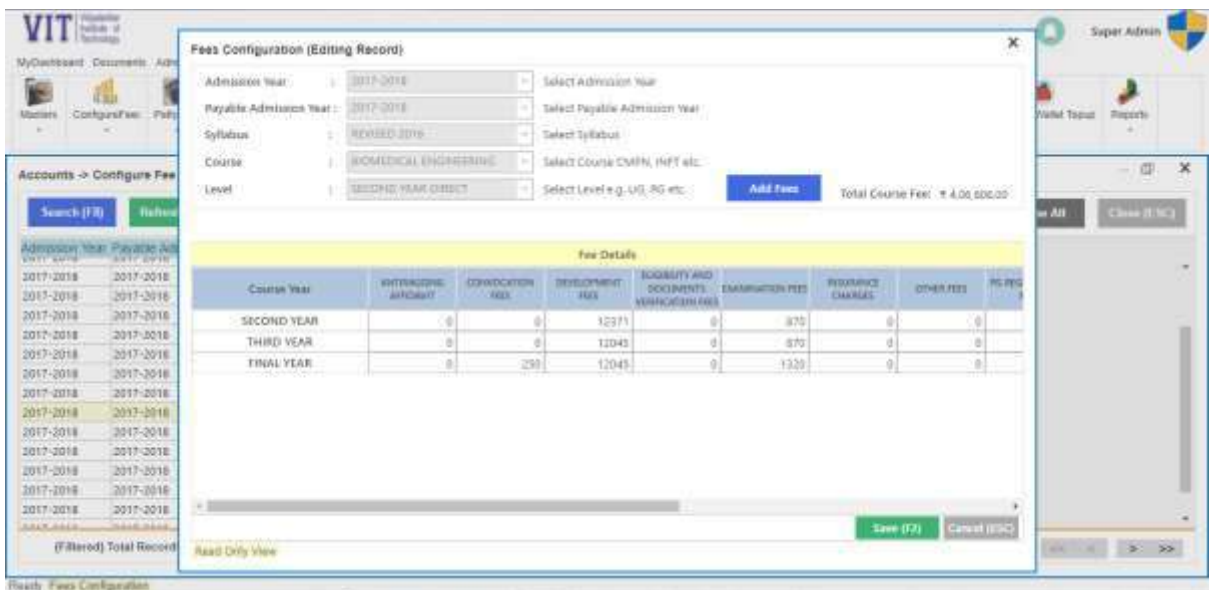 VIT Vidyalankar Institute of Technology
Super Admin
MyDashboard Documents
Masters ConfigureFee Wallet Topup Reports
Fees Configuration (Editing Record)
Admission Year : 2017-2018 Select Admission Year
Payable Admission Year : 2017-2018 Select Payable Admission Year
Syllabus : REVISED 2016 Select Syllabus
Course : BIOMEDICAL ENGINEERING Select Course CMPN, INFT etc.
Level : SECOND YEAR DIRECT Select Level e.g. UG, PG etc. Add Fees Total Course Fee:
Accounts -> Configure Fee
Search (F3) Close (ESC)
Admission Year
Fee Details
Course Year ANTIRAGGING AFFIDAVIT CONVOCATION FEES DEVELOPMENT FEES ELIGIBILITY AND DOCUMENTS VERIFICATION FEES EXAMINATION FEES INSURANCE CHARGES OTHER FEES
SECOND YEAR 0 0 12371 0 870 0 0
THIRD YEAR 0 0 12045 0 870 0 0
FINAL YEAR 0 250 12045 0 1320 0 0
2017-2018 2017-2018
2017-2018 2017-2018
2017-2018 2017-2018
2017-2018 2017-2018
2017-2018 2017-2018
2017-2018 2017-2018
2017-2018 2017-2018
2017-2018 2017-2018
2017-2018 2017-2018
2017-2018 2017-2018
2017-2018 2017-2018
2017-2018 2017-2018
2017-2018 2017-2018
Save (F2) Cancel (ESC)
(Filtered) Total Record Read Only View > >>
Ready Fees Configuration